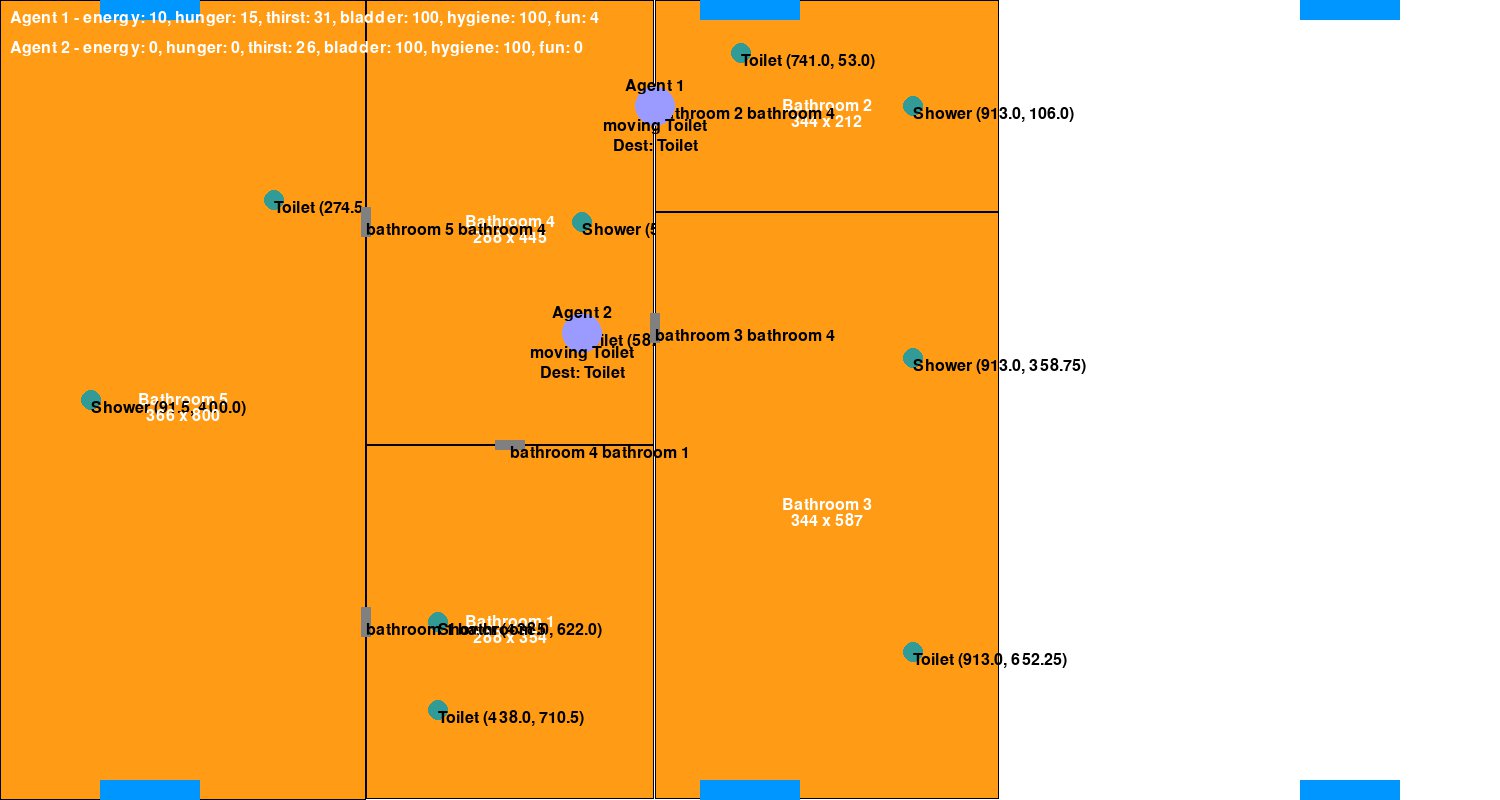 Agent 1 - energy: 10, hunger: 15, thirst: 31, bladder: 100, hygiene: 100, fun: 4
Agent 2 - energy: 0, hunger: 0, thirst: 26, bladder: 100, hygiene: 100, fun: 0
Toilet (741.0, 53.0)
Agent 1
Bathroom 2
344 x 212
throom 2 bathroom 4
Shower (913.0, 106.0)
moving Toilet
Dest: Toilet
Toilet (274.5
Bathroom 4
288 x 445
bathroom 5 bathroom 4
Shower (5
Agent 2
ilet (58.
bathroom 3 bathroom 4
moving Toilet
Dest: Toilet
Shower (913.0, 358.75)
Bathroom 5
366 x 800
Shower (91.5, 400.0)
bathroom 4 bathroom 1
Bathroom 3
344 x 587
Bathroom 1
288 x 354
bathroom 1 bathroom 5
Shower (438.0, 622.0)
Toilet (913.0, 652.25)
Toilet (438.0, 710.5)